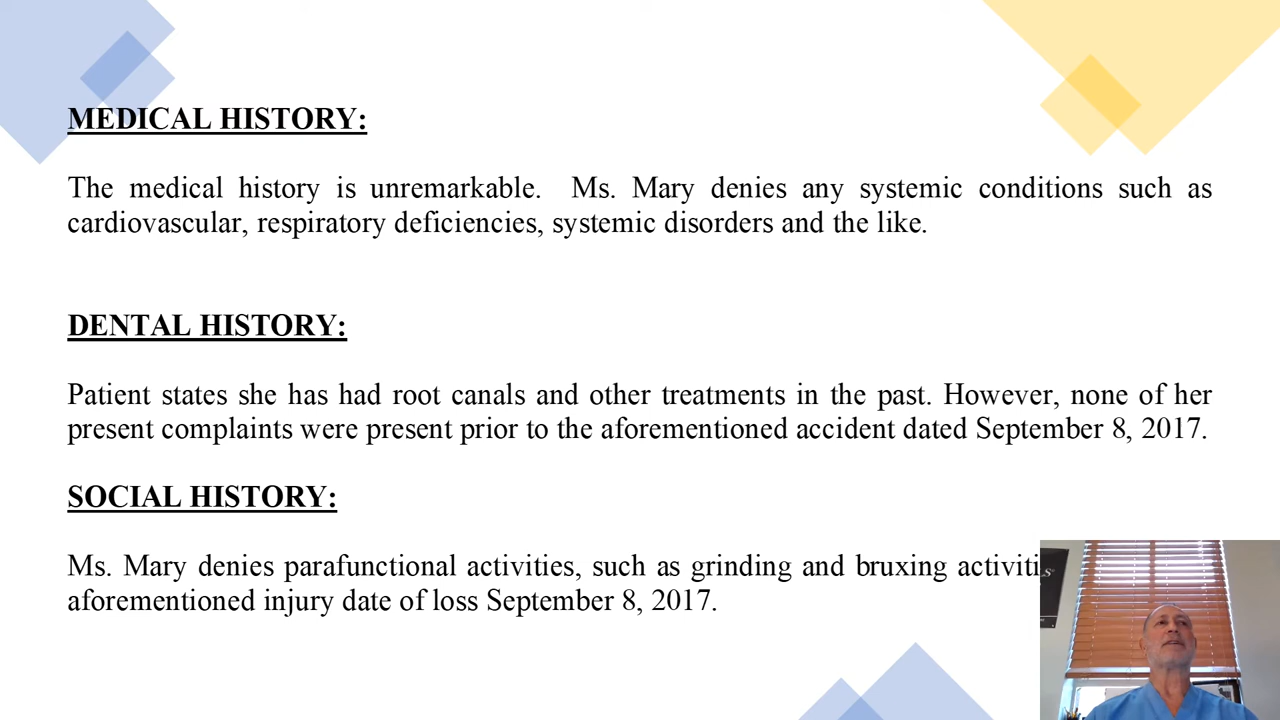 MEDICAL HISTORY:
The medical history is unremarkable. Ms. Mary denies any systemic conditions such as
cardiovascular, respiratory deficiencies, systemic disorders and the like.
DENTAL HISTORY:
Patient states she has had root canals and other treatments in the past. However, none of her
present complaints were present prior to the aforementioned accident dated September 8, 2017.
SOCIAL HISTORY:
Ms. Mary denies parafunctional activities, such as grinding and bruxing activiti
aforementioned injury date of loss September 8, 2017.